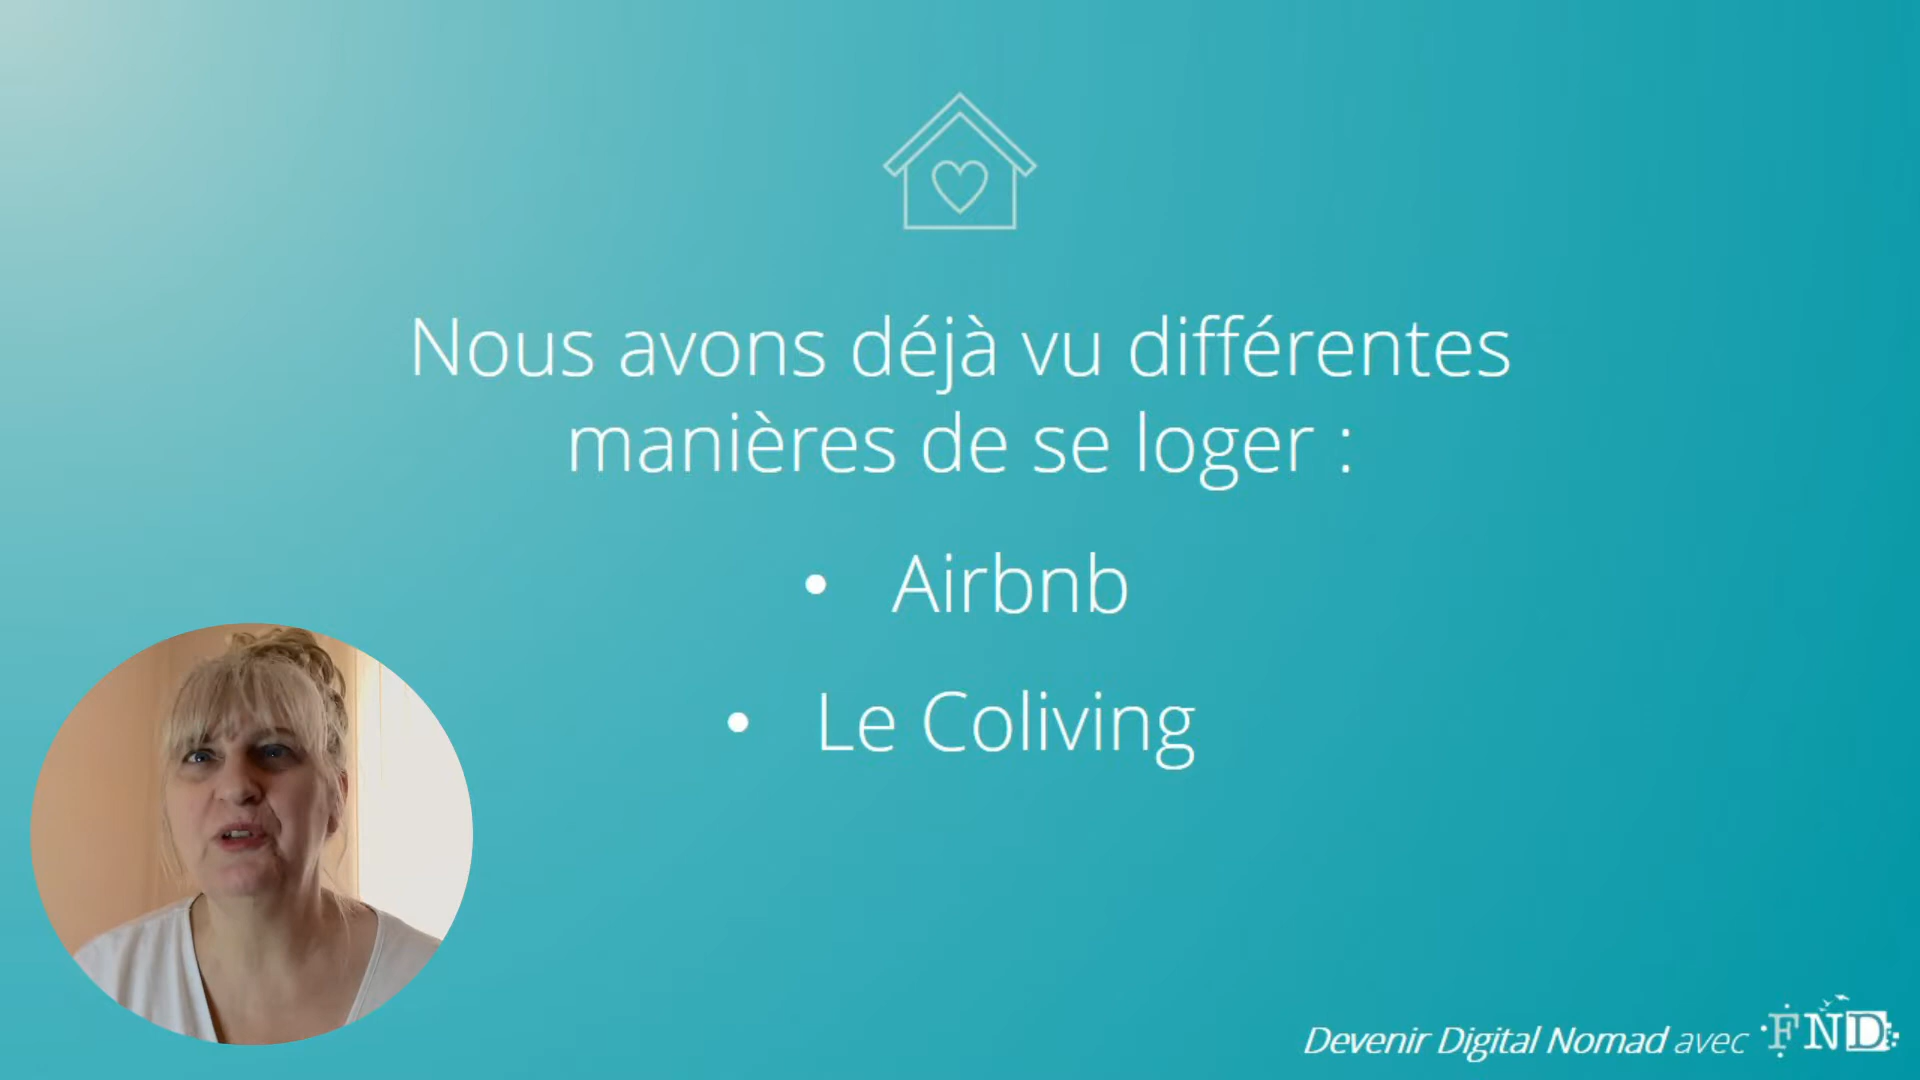 Nous avons déjà vu différentes
manières de se loger :
• Airbnb
• Le Coliving
Devenir Digital Nomad avec FND